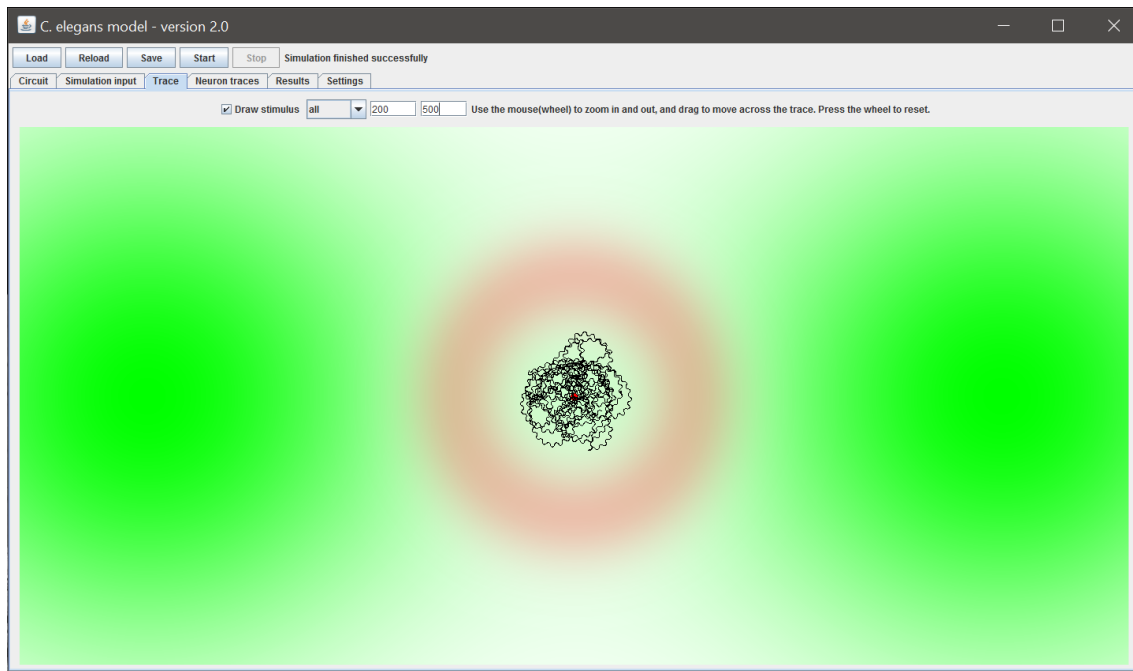 C. elegans model - version 2.0
Load Reload Save Start Stop Simulation finished successfully
Circuit Simulation input Trace Neuron traces Results Settings
Draw stimulus all 200 500 Use the mouse(wheel) to zoom in and out, and drag to move across the trace. Press the wheel to reset.